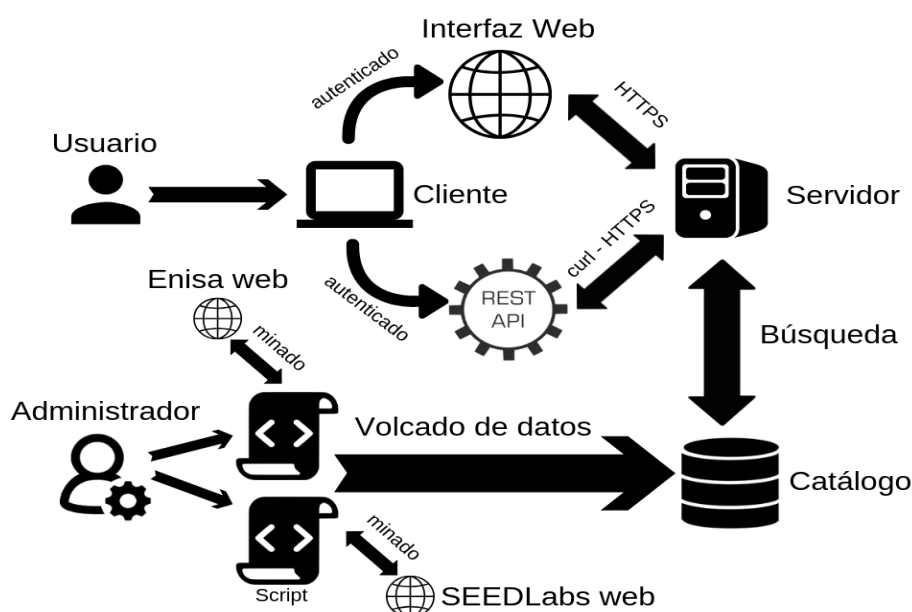 Interfaz Web
autenticado
HTTPS
Usuario
Cliente
Servidor
curl - HTTPS
autenticado
REST
API
Enisa web
minado
Búsqueda
Administrador
Volcado de datos
Catálogo
minado
Script
SEEDLabs web